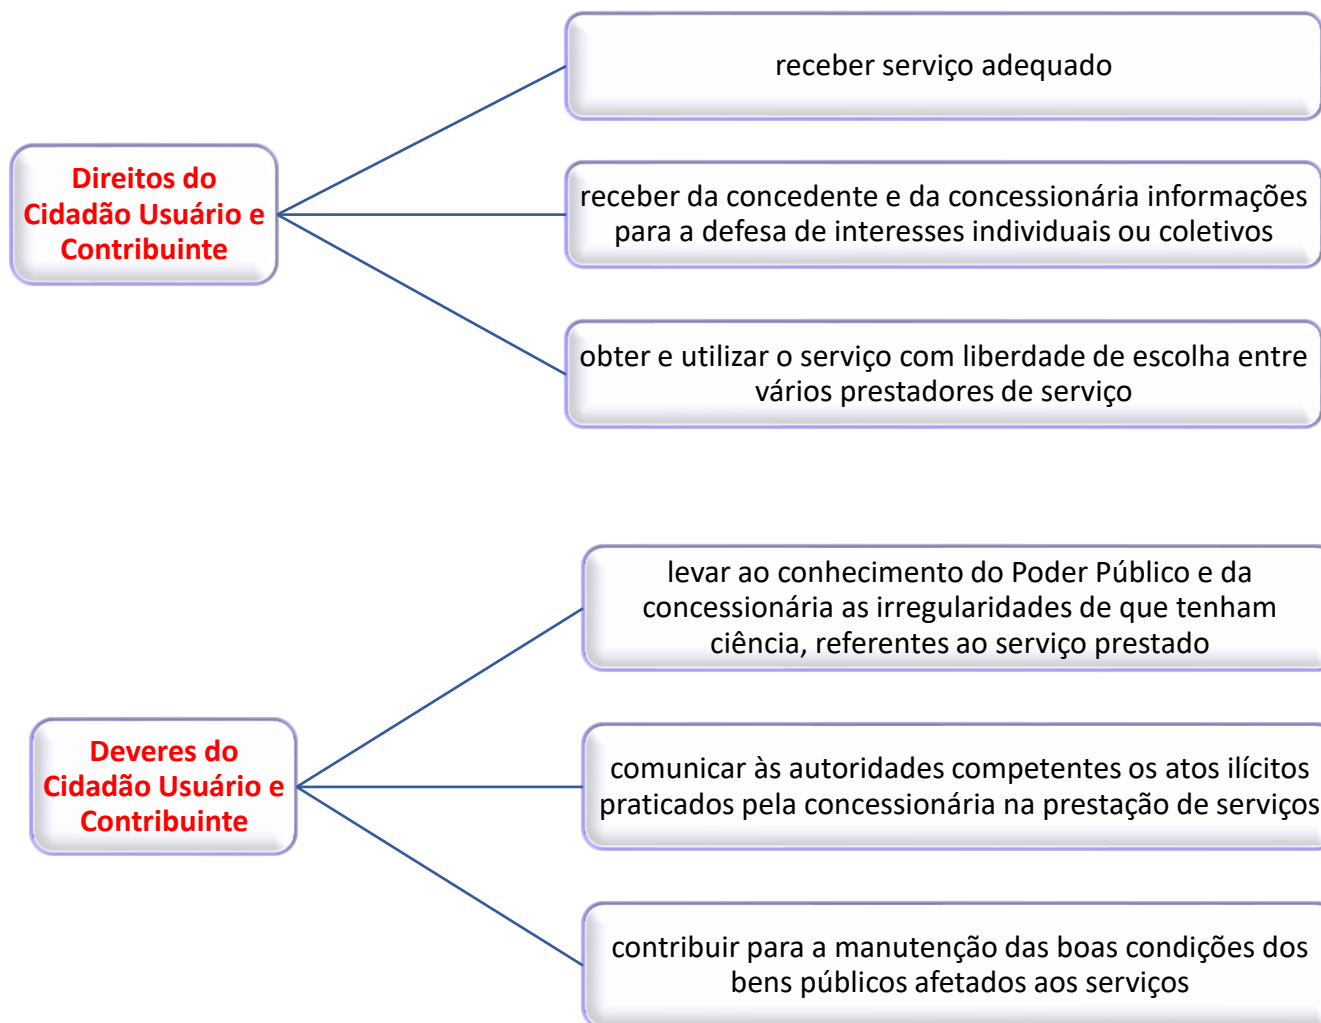 Direitos do
Cidadão Usuário e
Contribuinte
receber serviço adequado
receber da concedente e da concessionária informações
para a defesa de interesses individuais ou coletivos
obter e utilizar o serviço com liberdade de escolha entre
vários prestadores de serviço
Deveres do
Cidadão Usuário e
Contribuinte
levar ao conhecimento do Poder Público e da
concessionária as irregularidades de que tenham
ciência, referentes ao serviço prestado
comunicar às autoridades competentes os atos ilícitos
praticados pela concessionária na prestação de serviços
contribuir para a manutenção das boas condições dos
bens públicos afetados aos serviços